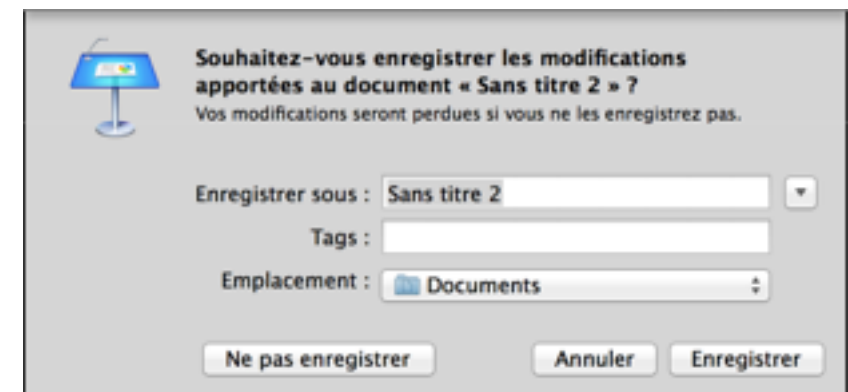 Souhaitez-vous enregistrer les modifications
apportées au document « Sans titre 2 » ?
Vos modifications seront perdues si vous ne les enregistrez pas.
Enregistrer sous : Sans titre 2
Tags :
Emplacement : Documents
Ne pas enregistrer Annuler Enregistrer